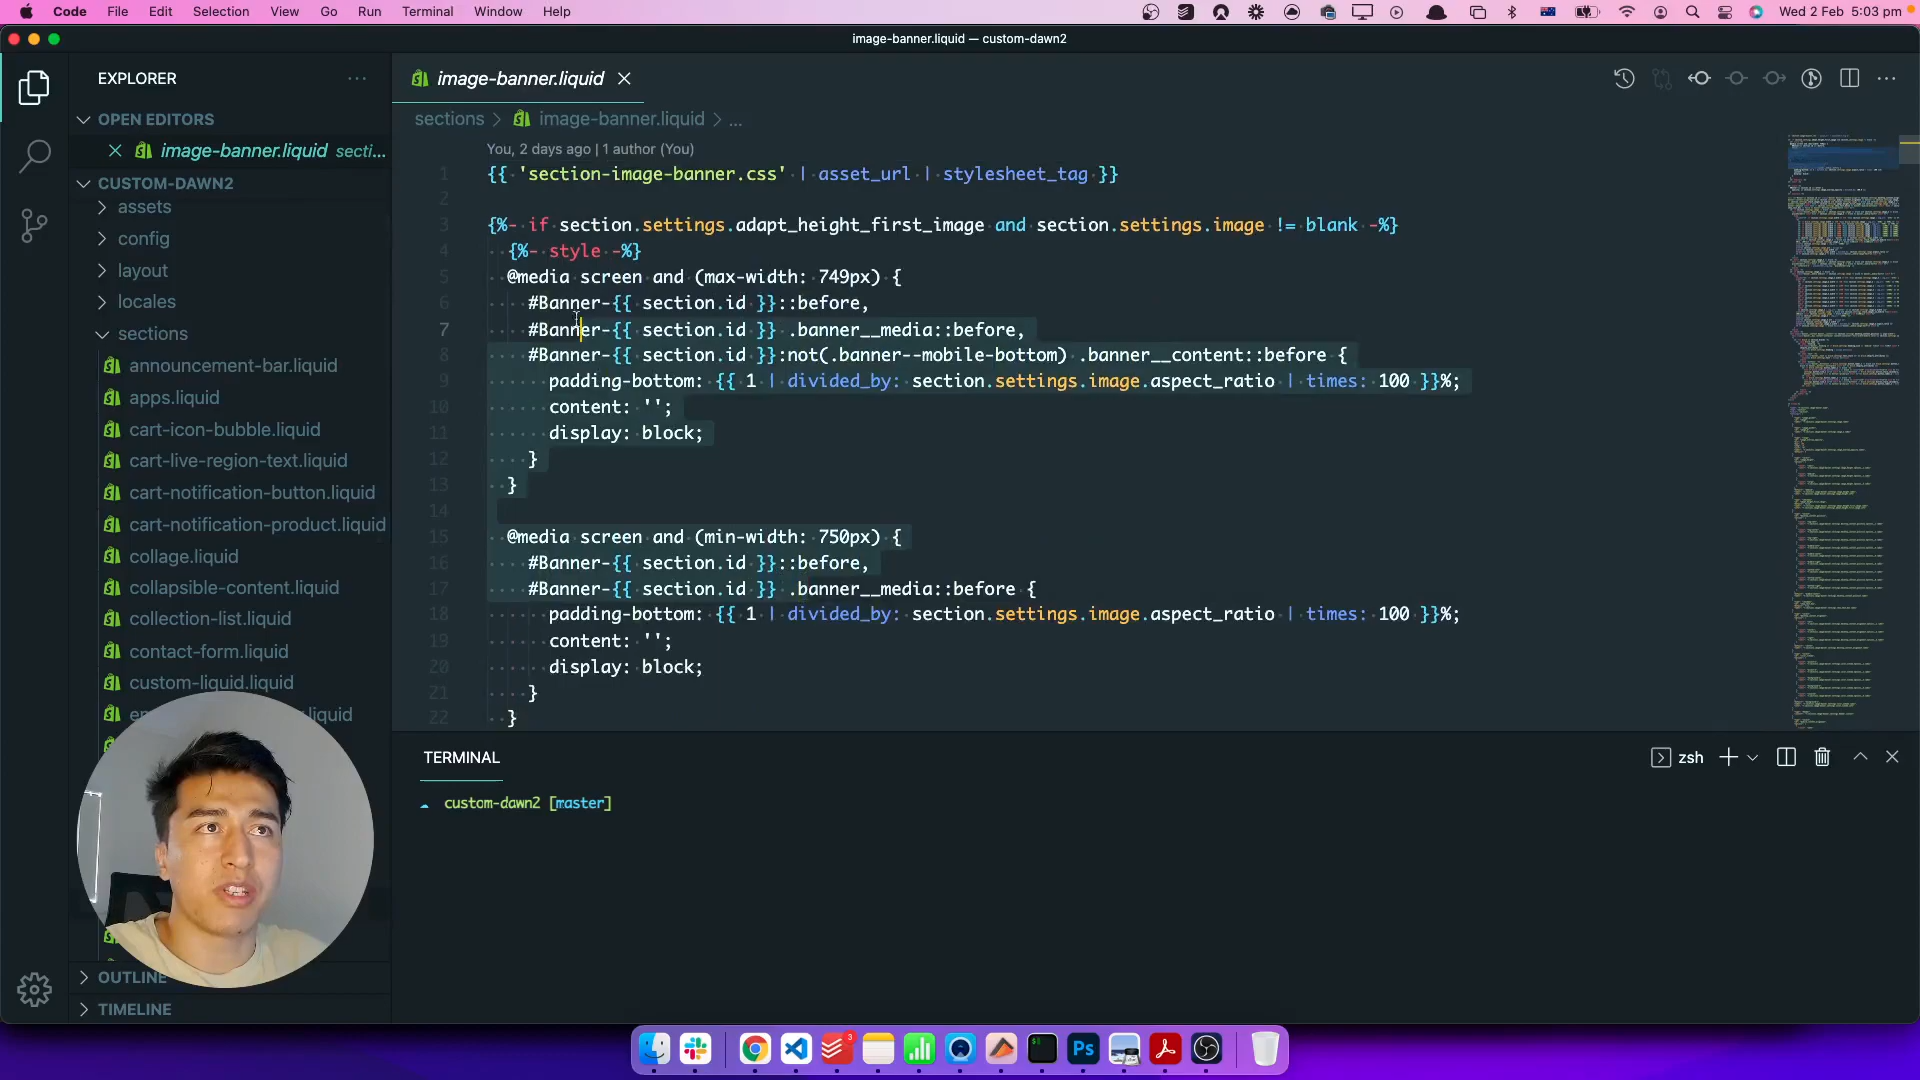 Code File Edit Selection View Go Run Terminal Window Help
Wed 2 Feb 5:03 pm
image-banner.liquid — custom-dawn2
EXPLORER
OPEN EDITORS
image-banner.liquid secti...
CUSTOM-DAWN2
assets
config
layout
locales
sections
announcement-bar.liquid
apps.liquid
cart-icon-bubble.liquid
cart-live-region-text.liquid
cart-notification-button.liquid
cart-notification-product.liquid
collage.liquid
collapsible-content.liquid
collection-list.liquid
contact-form.liquid
custom-liquid.liquid
OUTLINE
TIMELINE
image-banner.liquid
sections > image-banner.liquid > ...
You, 2 days ago | 1 author (You)
1 {{ 'section-image-banner.css' | asset_url | stylesheet_tag }}
2
3 {%- if section.settings.adapt_height_first_image and section.settings.image != blank -%}
4 {%- style -%}
5 @media screen and (max-width: 749px) {
6 #Banner-{{ section.id }}::before,
7 #Banner-{{ section.id }} .banner__media::before,
8 #Banner-{{ section.id }}:not(.banner--mobile-bottom) .banner__content::before {
9 padding-bottom: {{ 1 | divided_by: section.settings.image.aspect_ratio | times: 100 }}%;
10 content: '';
11 display: block;
12 }
13 }
14
15 @media screen and (min-width: 750px) {
16 #Banner-{{ section.id }}::before,
17 #Banner-{{ section.id }} .banner__media::before {
18 padding-bottom: {{ 1 | divided_by: section.settings.image.aspect_ratio | times: 100 }}%;
19 content: '';
20 display: block;
21 }
22 }
TERMINAL
zsh
custom-dawn2 [master]
3
Ps